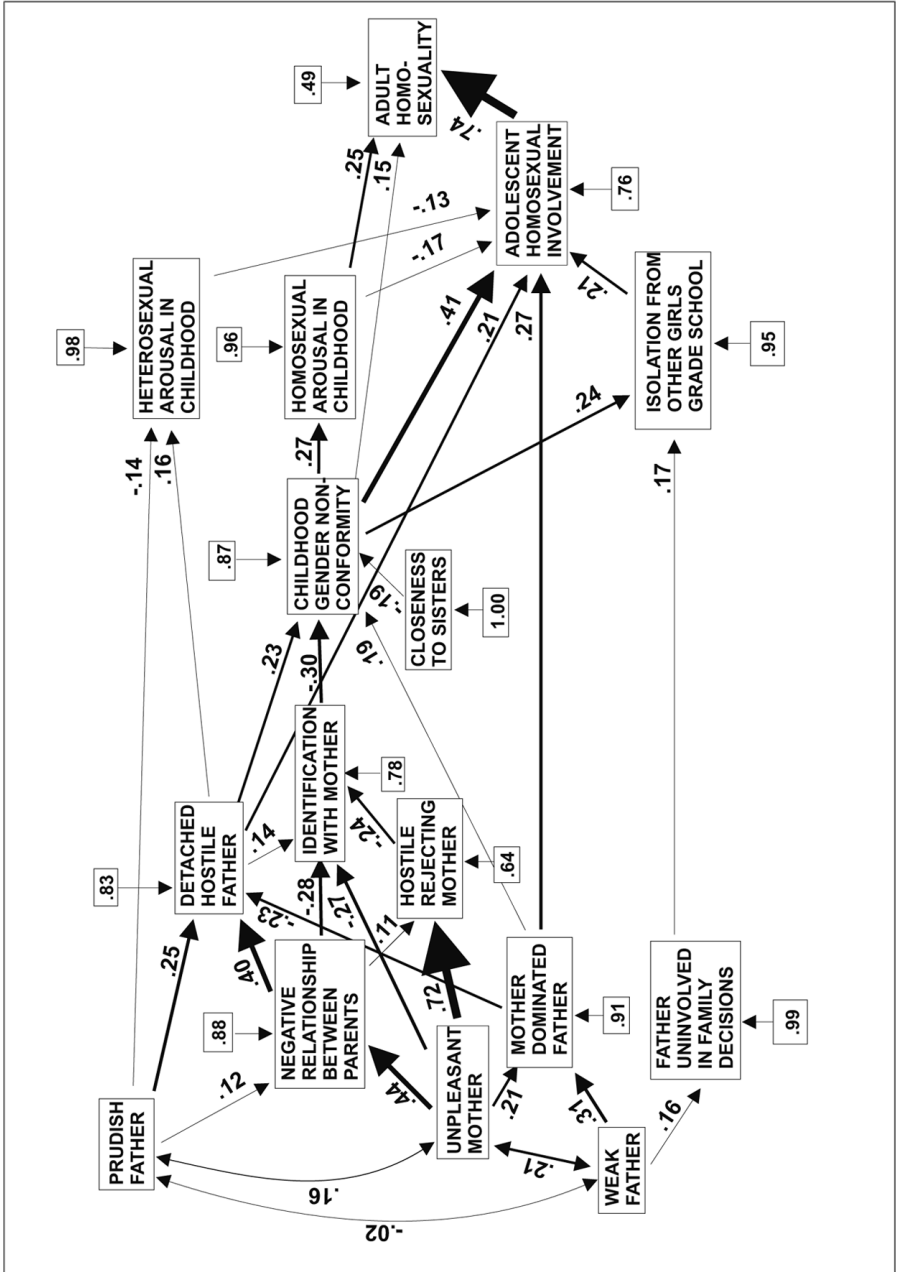 PRUDISH
FATHER
.25
.12
-.14
.16
-.02
.83
DETACHED
HOSTILE
FATHER
.98
HETEROSEXUAL
AROUSAL IN
CHILDHOOD
-.13
.88
NEGATIVE
RELATIONSHIP
BETWEEN
PARENTS
.40
-.28
.11
.14
.23
.21
.16
IDENTIFICATION
WITH MOTHER
.78
-.30
.87
CHILDHOOD
GENDER NON-
CONFORMITY
.27
.41
.15
.24
.96
HOMOSEXUAL
AROUSAL IN
CHILDHOOD
.25
-.17
.49
ADULT
HOMO-
SEXUALITY
.74
UNPLEASANT
MOTHER
.44
-.27
.72
.21
.21
HOSTILE
REJECTING
MOTHER
.64
-.24
CLOSENESS
TO SISTERS
1.00
-.19
ADOLESCENT
HOMOSEXUAL
INVOLVEMENT
.76
WEAK
FATHER
.31
.16
MOTHER
DOMINATED
FATHER
.91
-.23
.19
.27
FATHER
UNINVOLVED
IN FAMILY
DECISIONS
.99
.17
ISOLATION FROM
OTHER GIRLS
GRADE SCHOOL
.95
.21